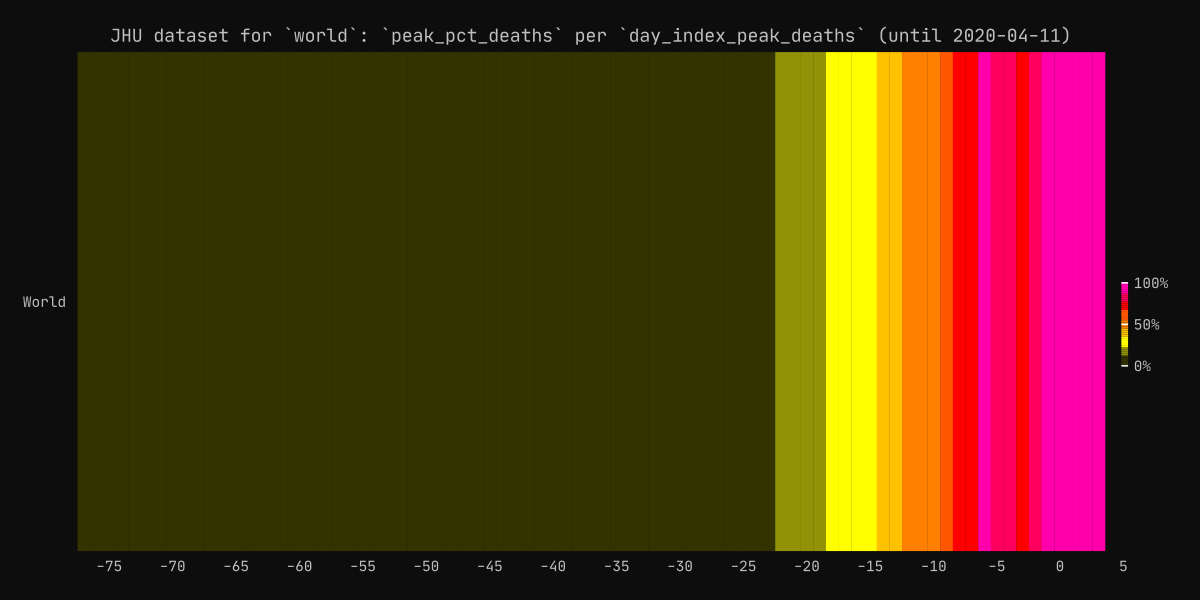 JHU dataset for `world`: `peak_pct_deaths` per `day_index_peak_deaths` (until 2020-04-11)
World
100%
50%
0%
-75 -70 -65 -60 -55 -50 -45 -40 -35 -30 -25 -20 -15 -10 -5 0 5